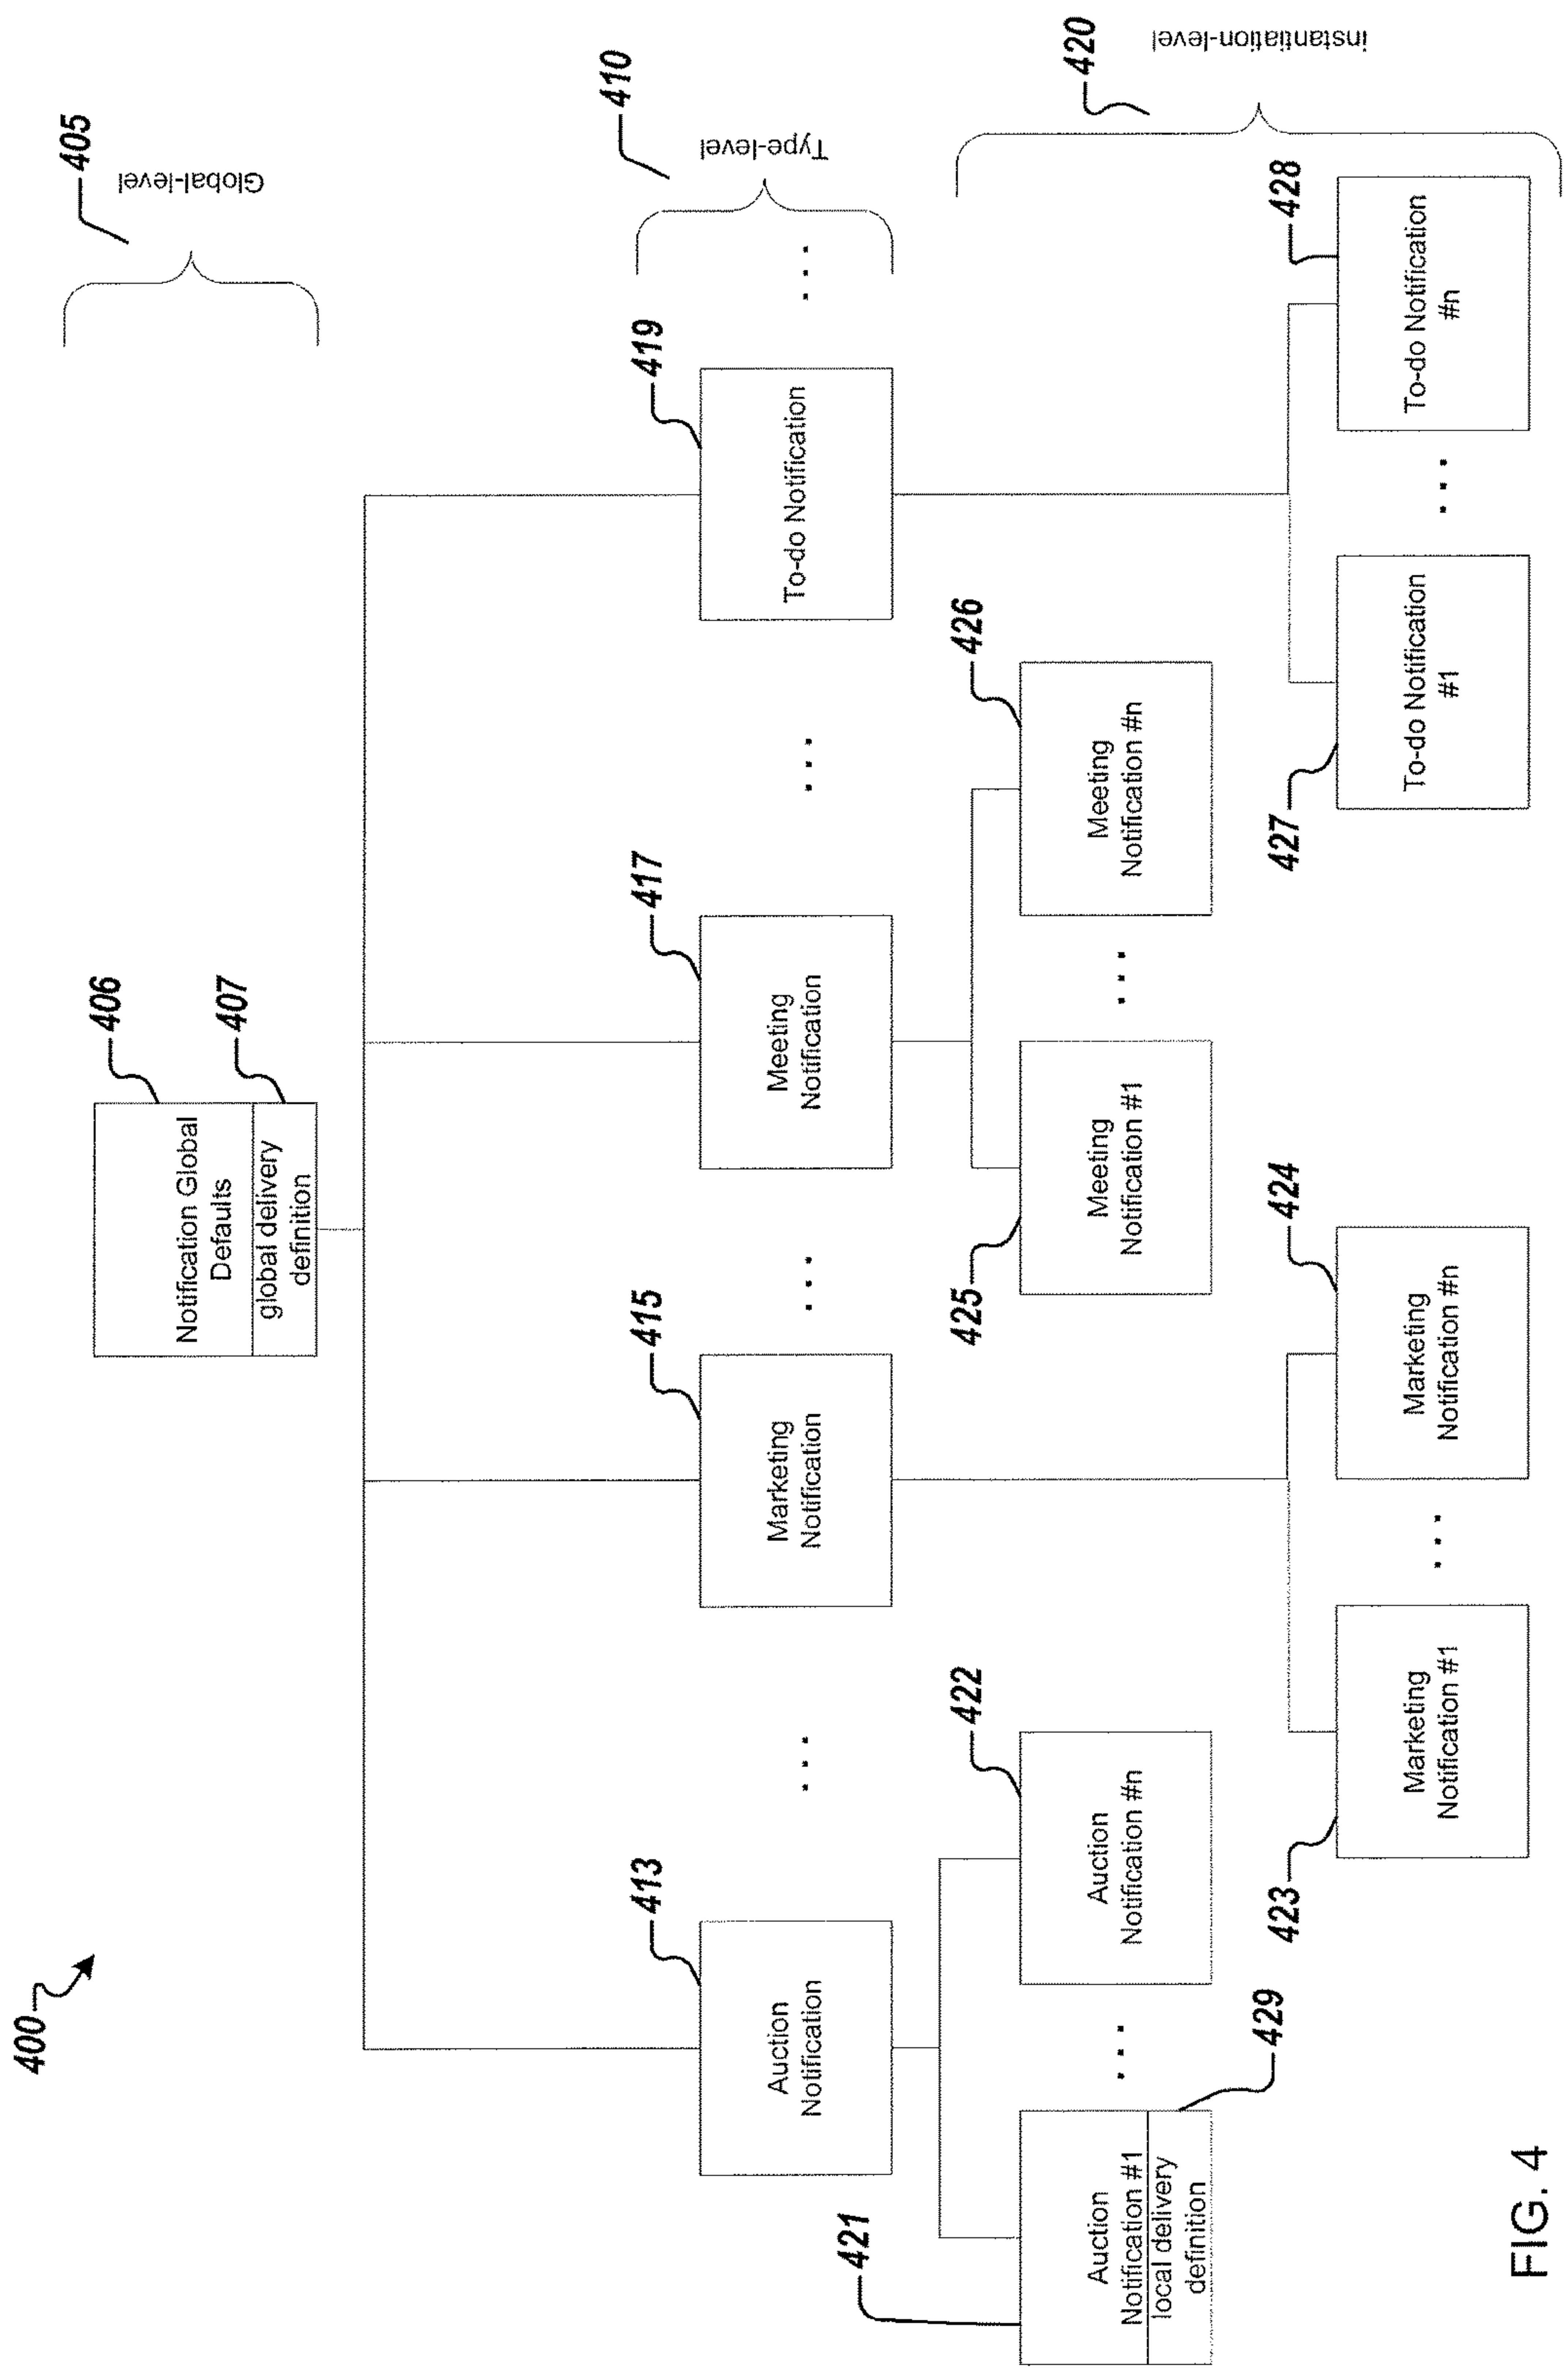 400
405
Global-level
406
Notification Global
Defaults
407
global delivery
definition
410
Type-level
413
Auction
Notification
...
415
Marketing
Notification
...
417
Meeting
Notification
...
419
To-do Notification
...
420
instantiation-level
421
Auction
Notification #1
local delivery
definition
429
...
422
Auction
Notification #n
425
Meeting
Notification #1
...
426
Meeting
Notification #n
423
Marketing
Notification #1
...
424
Marketing
Notification #n
427
To-do Notification
#1
...
428
To-do Notification
#n
FIG. 4